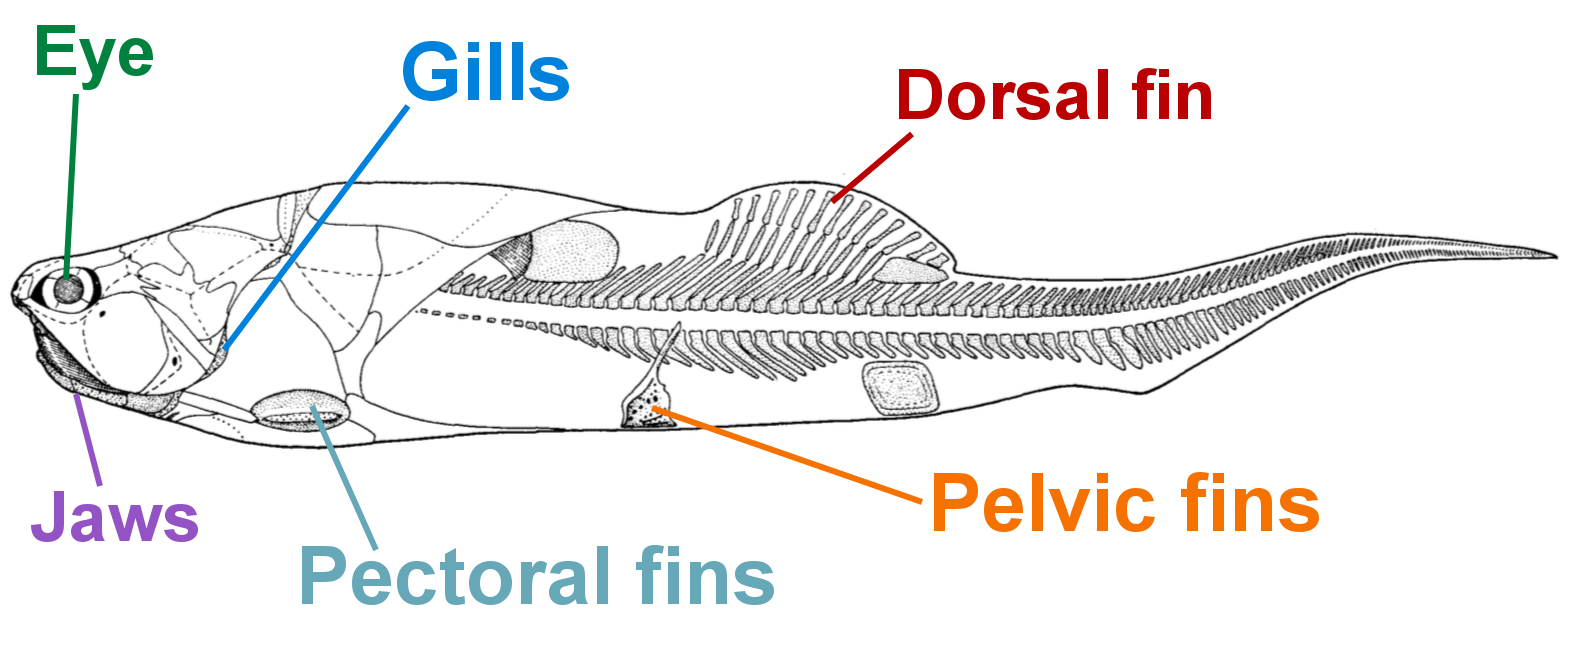 Eye
Gills
Dorsal fin
Jaws
Pectoral fins
Pelvic fins